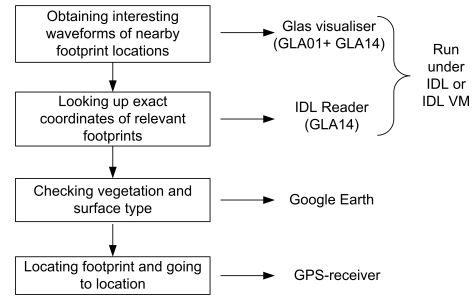 Obtaining interesting
waveforms of nearby
footprint locations
Glas visualiser
(GLA01+ GLA14)
Run
under
IDL or
IDL VM
Looking up exact
coordinates of relevant
footprints
IDL Reader
(GLA14)
Checking vegetation and
surface type
Google Earth
Locating footprint and going
to location
GPS-receiver